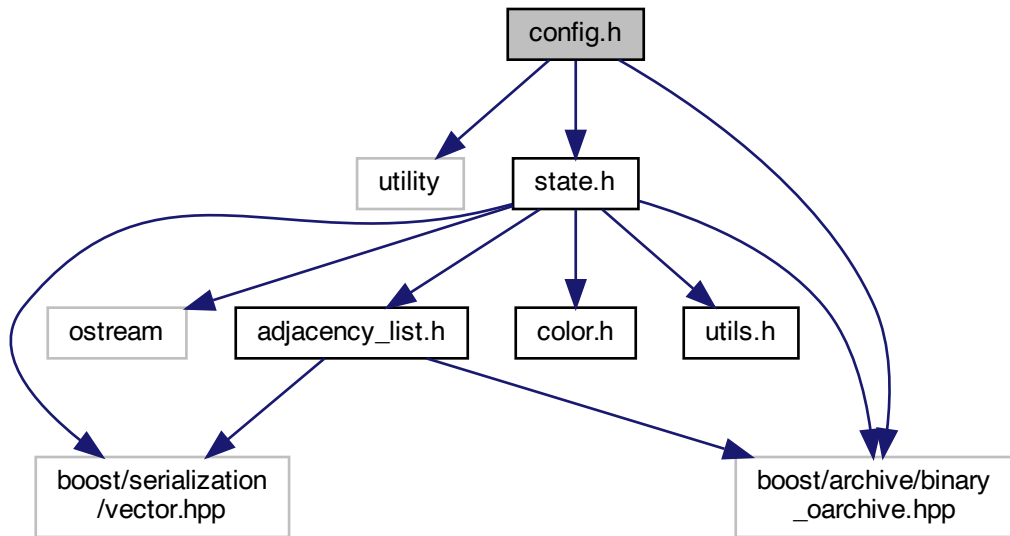 config.h
utility
state.h
ostream
adjacency_list.h
color.h
utils.h
boost/serialization
/vector.hpp
boost/archive/binary
_oarchive.hpp